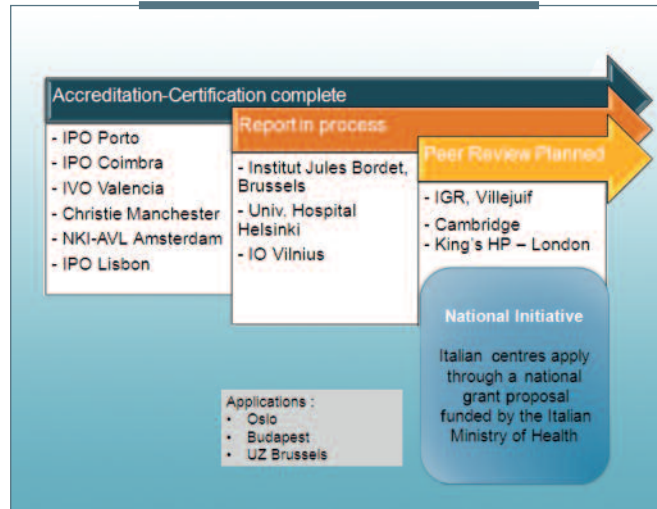 Accreditation-Certification complete
- IPO Porto
- IPO Coimbra
- IVO Valencia
- Christie Manchester
- NKI-AVL Amsterdam
- IPO Lisbon
Report in process
- Institut Jules Bordet,
Brussels
- Univ. Hospital
Helsinki
- IO Vilnius
Peer Review Planned
- IGR, Villejuif
- Cambridge
- King's HP – London
National Initiative
Italian centres apply
through a national
grant proposal
funded by the Italian
Ministry of Health
Applications :
• Oslo
• Budapest
• UZ Brussels